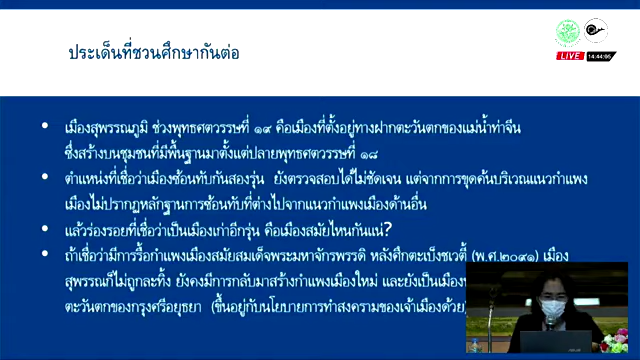 ประเด็นที่ชวนศึกษากันต่อ
LIVE 14:44:05
• เมืองสุพรรณภูมิ ช่วงพุทธศตวรรษที่ ๑๙ คือเมืองที่ตั้งอยู่ทางฝากตะวันตกของแม่น้ำท่าจีน
ซึ่งสร้างบนชุมชนที่มีพื้นฐานมาตั้งแต่ปลายพุทธศตวรรษที่ ๑๘
• ตำแหน่งที่เชื่อว่าเมืองซ้อนทับกันสองรุ่น ยังตรวจสอบได้ไม่ชัดเจน แต่จากการขุดค้นบริเวณแนวกำแพง
เมืองไม่ปรากฏหลักฐานการซ้อนทับที่ต่างไปจากแนวกำแพงเมืองด้านอื่น
• แล้วร่องรอยที่เชื่อว่าเป็นเมืองเก่าอีกรุ่น คือเมืองสมัยไหนกันแน่?
• ถ้าเชื่อว่ามีการรื้อกำแพงเมืองสมัยสมเด็จพระมหาจักรพรรดิ หลังศึกตะเบ็งชเวตี้ (พ.ศ.๒๐๙๑) เมือง
สุพรรณก็ไม่ถูกละทิ้ง ยังคงมีการกลับมาสร้างกำแพงเมืองใหม่ และยังเป็นเมือง
ตะวันตกของกรุงศรีอยุธยา (ขึ้นอยู่กับนโยบายการทำสงครามของเจ้าเมืองด้วย)